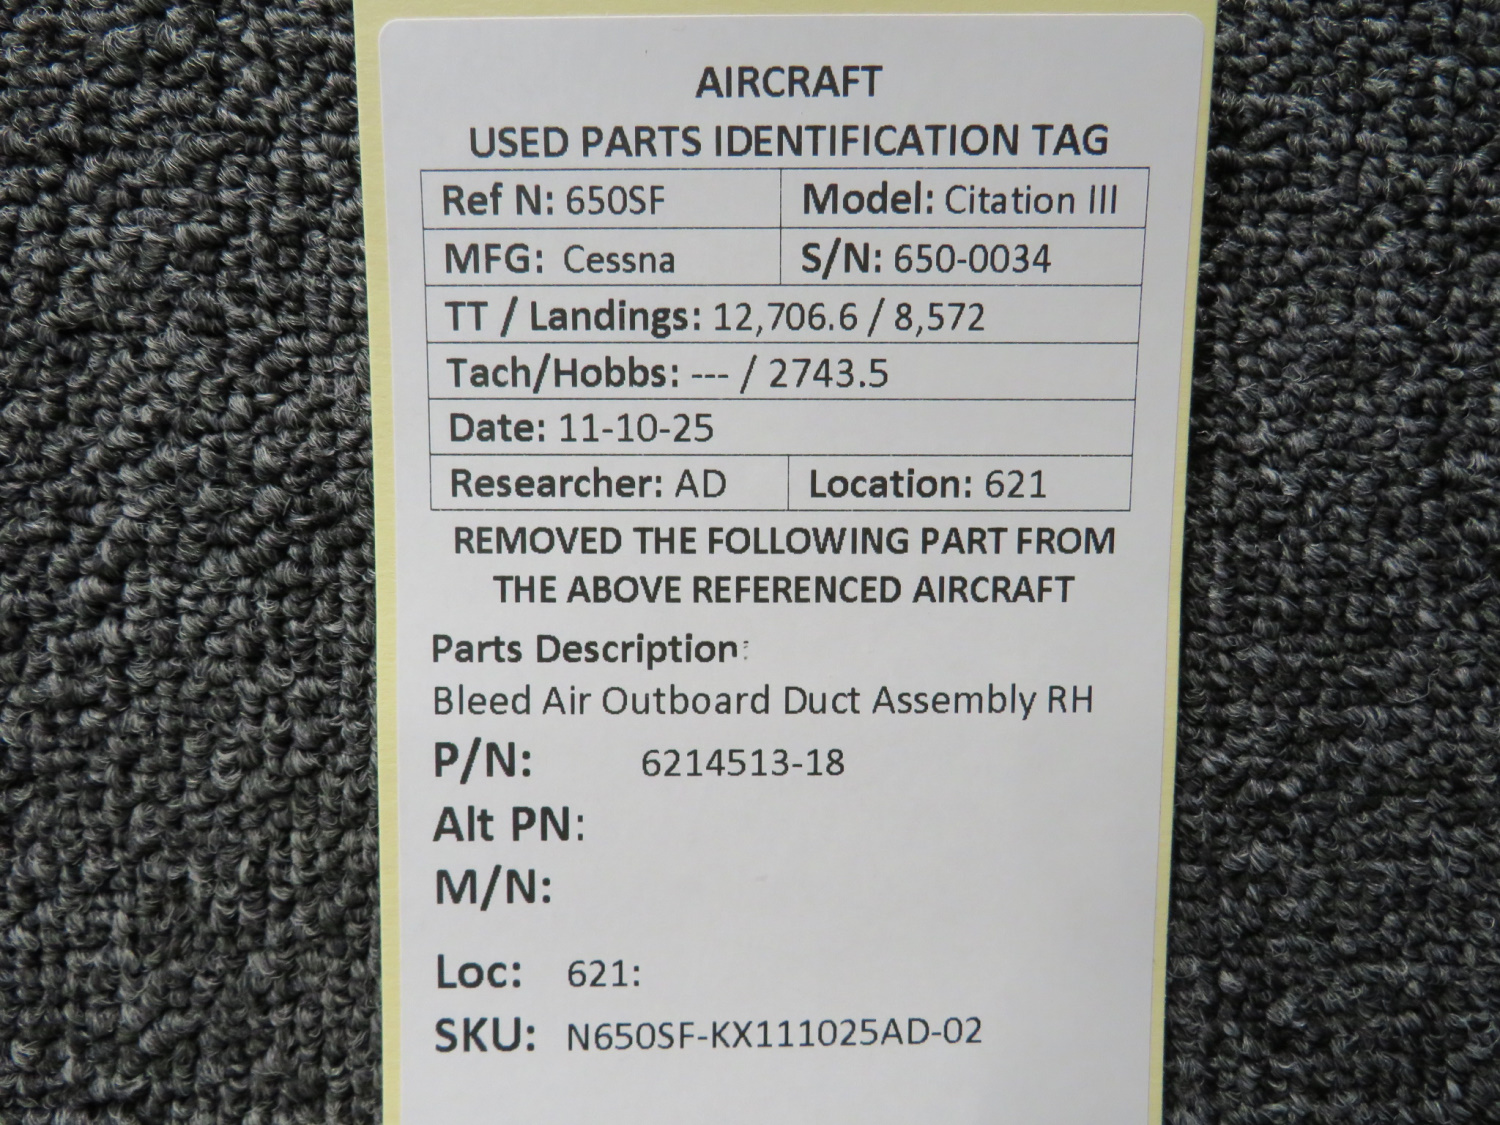 AIRCRAFT
USED PARTS IDENTIFICATION TAG
Ref N: 650SF Model: Citation III
MFG: Cessna S/N: 650-0034
TT / Landings: 12,706.6 / 8,572
Tach/Hobbs: --- / 2743.5
Date: 11-10-25
Researcher: AD Location: 621
REMOVED THE FOLLOWING PART FROM
THE ABOVE REFERENCED AIRCRAFT
Parts Description:
Bleed Air Outboard Duct Assembly RH
P/N: 6214513-18
Alt PN:
M/N:
Loc: 621:
SKU: N650SF-KX111025AD-02